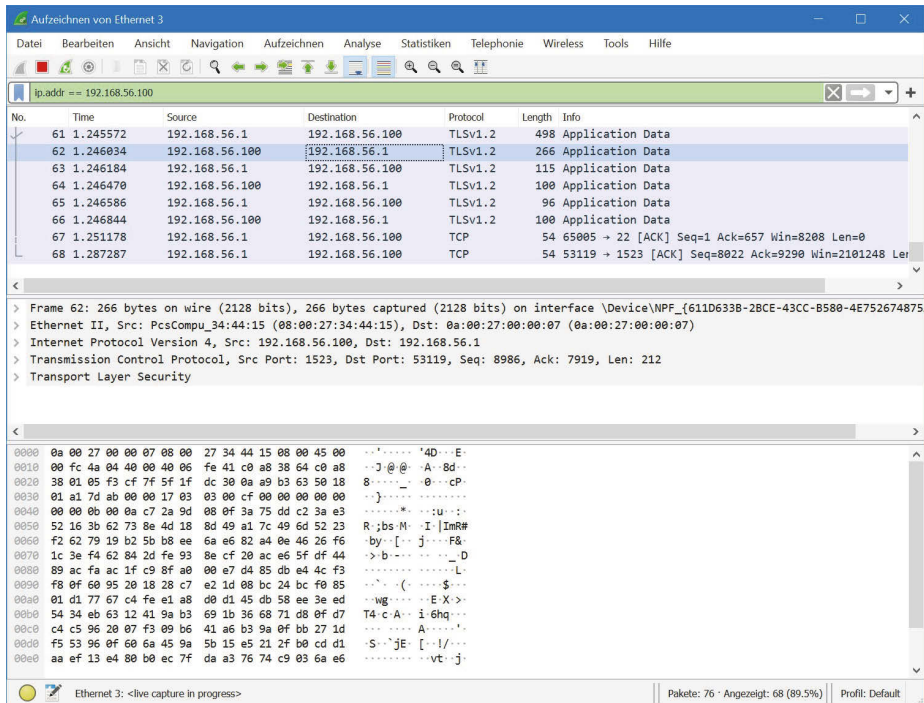 Aufzeichnen von Ethernet 3
Datei Bearbeiten Ansicht Navigation Aufzeichnen Analyse Statistiken Telephonie Wireless Tools Hilfe
ip.addr == 192.168.56.100
No. Time Source Destination Protocol Length Info
61 1.245572 192.168.56.1 192.168.56.100 TLSv1.2 498 Application Data
62 1.246034 192.168.56.100 192.168.56.1 TLSv1.2 266 Application Data
63 1.246184 192.168.56.1 192.168.56.100 TLSv1.2 115 Application Data
64 1.246470 192.168.56.100 192.168.56.1 TLSv1.2 100 Application Data
65 1.246586 192.168.56.1 192.168.56.100 TLSv1.2 96 Application Data
66 1.246844 192.168.56.100 192.168.56.1 TLSv1.2 100 Application Data
67 1.251178 192.168.56.1 192.168.56.100 TCP 54 65005 → 22 [ACK] Seq=1 Ack=657 Win=8208 Len=0
68 1.287287 192.168.56.1 192.168.56.100 TCP 54 53119 → 1523 [ACK] Seq=8022 Ack=9290 Win=2101248 Ler
> Frame 62: 266 bytes on wire (2128 bits), 266 bytes captured (2128 bits) on interface \Device\NPF_{611D633B-2BCE-43CC-B580-4E752674875
> Ethernet II, Src: PcsCompu_34:44:15 (08:00:27:34:44:15), Dst: 0a:00:27:00:00:07 (0a:00:27:00:00:07)
> Internet Protocol Version 4, Src: 192.168.56.100, Dst: 192.168.56.1
> Transmission Control Protocol, Src Port: 1523, Dst Port: 53119, Seq: 8986, Ack: 7919, Len: 212
> Transport Layer Security
0000 0a 00 27 00 00 07 08 00 27 34 44 15 08 00 45 00 ··'····· '4D···E·
0010 00 fc 4a 04 40 00 40 06 fe 41 c0 a8 38 64 c0 a8 ··J·@·@· ·A··8d··
0020 38 01 05 f3 cf 7f 5f 1f dc 30 0a a9 b3 63 50 18 8·····_· ·0···cP·
0030 01 a1 7d ab 00 00 17 03 03 00 cf 00 00 00 00 00 ··}····· ········
0040 00 00 0b 00 0a c7 2a 9d 08 0f 3a 75 dd c2 3a e3 ······*· ··:u··:·
0050 52 16 3b 62 73 8e 4d 18 8d 49 a1 7c 49 6d 52 23 R·;bs·M· ·I·|ImR#
0060 f2 62 79 19 b2 5b b8 ee 6a e6 82 a4 0e 46 26 f6 ·by··[·· j····F&·
0070 1c 3e f4 62 84 2d fe 93 8e cf 20 ac e6 5f df 44 ·>·b·-·· ·· ··_·D
0080 89 ac fa ac 1f c9 8f a0 00 e7 d4 85 db e4 4c f3 ········ ······L·
0090 f8 0f 60 95 20 18 28 c7 e2 1d 08 bc 24 bc f0 85 ··`· ·(· ····$···
00a0 01 d1 77 67 c4 fe e1 a8 d0 d1 45 db 58 ee 3e ed ··wg···· ··E·X·>·
00b0 54 34 eb 63 12 41 9a b3 69 1b 36 68 71 d8 0f d7 T4·c·A·· i·6hq···
00c0 c4 c5 96 20 07 f3 09 b6 41 a6 b3 9a 0f bb 27 1d ··· ···· A·····'·
00d0 f5 53 96 0f 60 6a 45 9a 5b 15 e5 21 2f b0 cd d1 ·S··`jE· [··!/···
00e0 aa ef 13 e4 80 b0 ec 7f da a3 76 74 c9 03 6a e6 ········ ··vt··j·
Ethernet 3: <live capture in progress> Pakete: 76 · Angezeigt: 68 (89.5%) Profil: Default